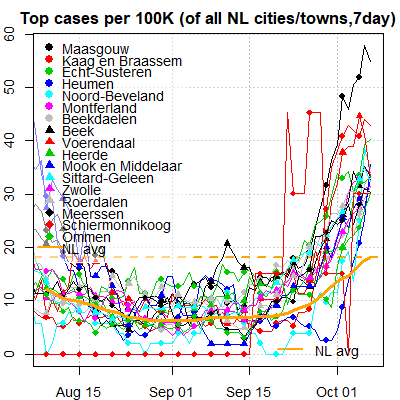 Top cases per 100K (of all NL cities/towns,7day)
60
50
40
30
20
10
0
Maasgouw
Kaag en Braassem
Echt-Susteren
Heumen
Noord-Beveland
Montferland
Beekdaelen
Beek
Voerendaal
Heerde
Mook en Middelaar
Sittard-Geleen
Zwolle
Roerdalen
Meerssen
Schiermonnikoog
Ommen
NL avg
NL avg
Aug 15
Sep 01
Sep 15
Oct 01